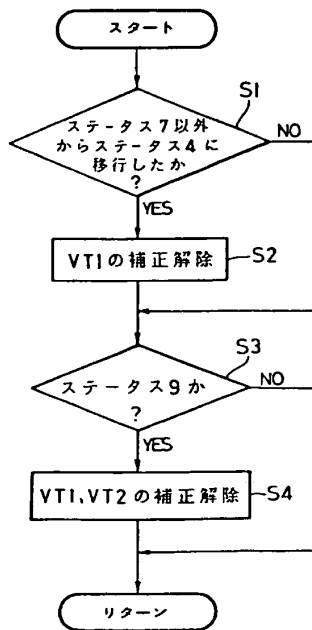 スタート
S1
ステータス7以外
からステータス4に
移行したか
?
NO
YES
VT1の補正解除
S2
S3
ステータス9か
?
NO
YES
VT1、VT2の補正解除
S4
リターン